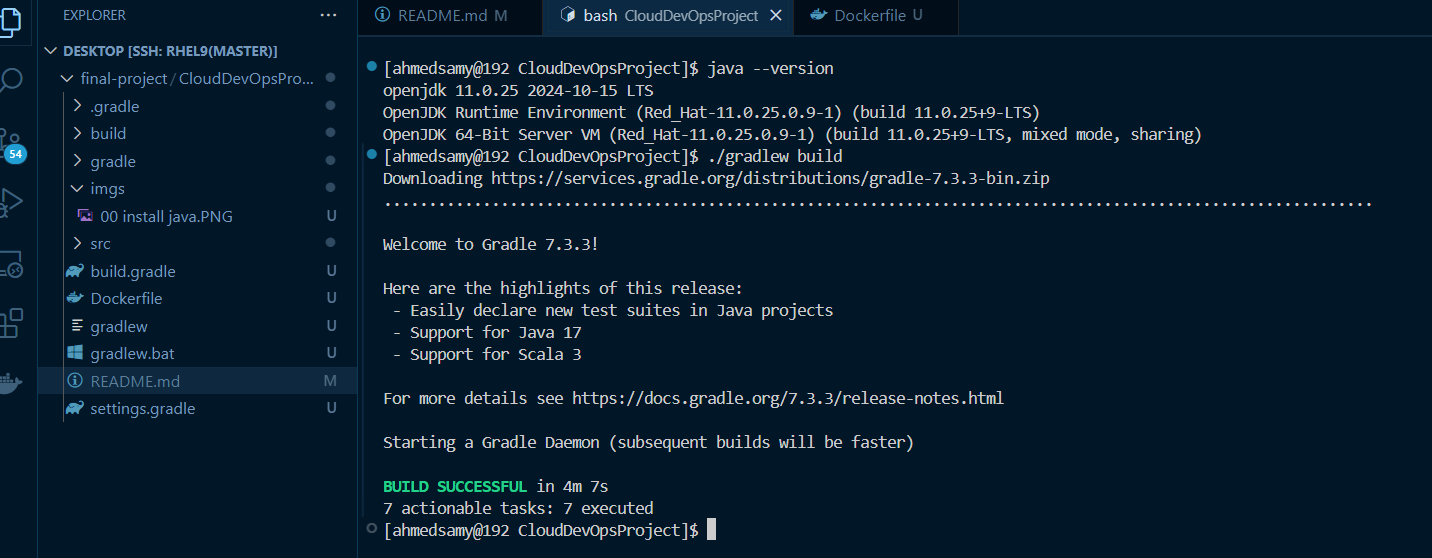 EXPLORER
README.md M
bash CloudDevOpsProject
Dockerfile U
DESKTOP [SSH: RHEL9(MASTER)]
final-project / CloudDevOpsPro...
.gradle
build
gradle
imgs
00 install java.PNG U
src
build.gradle U
Dockerfile U
gradlew U
gradlew.bat U
README.md M
settings.gradle U
54
[ahmedsamy@192 CloudDevOpsProject]$ java --version
openjdk 11.0.25 2024-10-15 LTS
OpenJDK Runtime Environment (Red_Hat-11.0.25.0.9-1) (build 11.0.25+9-LTS)
OpenJDK 64-Bit Server VM (Red_Hat-11.0.25.0.9-1) (build 11.0.25+9-LTS, mixed mode, sharing)
[ahmedsamy@192 CloudDevOpsProject]$ ./gradlew build
Downloading https://services.gradle.org/distributions/gradle-7.3.3-bin.zip
..............................................................................................................
Welcome to Gradle 7.3.3!
Here are the highlights of this release:
- Easily declare new test suites in Java projects
- Support for Java 17
- Support for Scala 3
For more details see https://docs.gradle.org/7.3.3/release-notes.html
Starting a Gradle Daemon (subsequent builds will be faster)
BUILD SUCCESSFUL in 4m 7s
7 actionable tasks: 7 executed
[ahmedsamy@192 CloudDevOpsProject]$